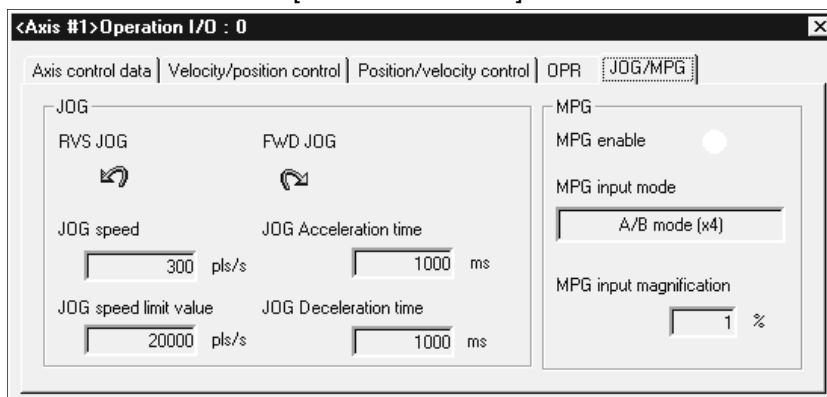 <Axis #1>Operation I/O : 0
Axis control data Velocity/position control Position/velocity control OPR JOG/MPG
JOG
RVS JOG FWD JOG
JOG speed JOG Acceleration time
300 pls/s 1000 ms
JOG speed limit value JOG Deceleration time
20000 pls/s 1000 ms
MPG
MPG enable
MPG input mode
A/B mode (x4)
MPG input magnification
1 %